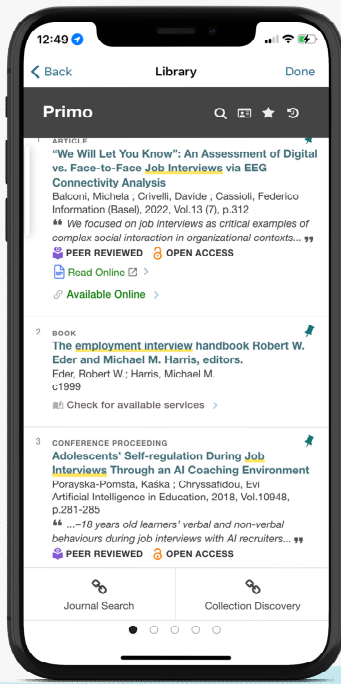 12:49
Back Library Done
Primo
1 ARTICLE
"We Will Let You Know": An Assessment of Digital
vs. Face-to-Face Job Interviews via EEG
Connectivity Analysis
Balconi, Michela ; Crivelli, Davide ; Cassioli, Federico
Information (Basel), 2022, Vol.13 (7), p.312
❝ We focused on job interviews as critical examples of
complex social interaction in organizational contexts... ❞
PEER REVIEWED OPEN ACCESS
Read Online
Available Online
2 BOOK
The employment interview handbook Robert W.
Eder and Michael M. Harris, editors.
Eder, Robert W.; Harris, Michael M.
c1999
Check for available services
3 CONFERENCE PROCEEDING
Adolescents' Self-regulation During Job
Interviews Through an AI Coaching Environment
Porayska-Pomsta, Kaśka ; Chryssafidou, Evi
Artificial Intelligence in Education, 2018, Vol.10948,
p.281-285
❝ ...–18 years old learners' verbal and non-verbal
behaviours during job interviews with AI recruiters... ❞
PEER REVIEWED OPEN ACCESS
Journal Search Collection Discovery